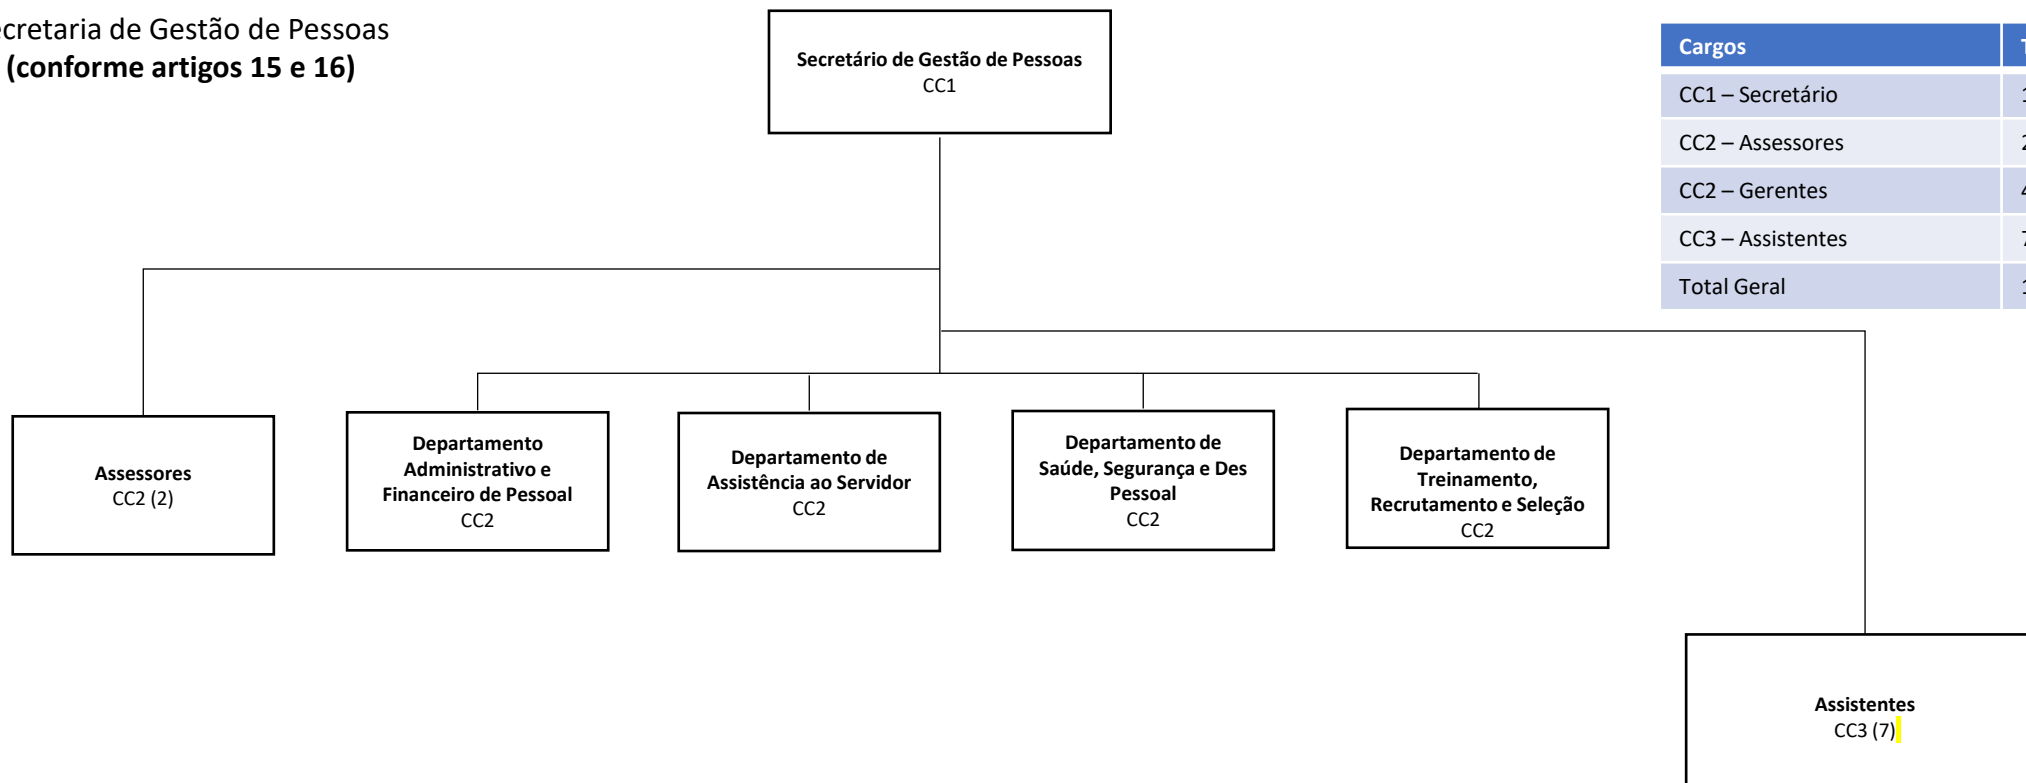 ecretaria de Gestão de Pessoas
(conforme artigos 15 e 16)
Secretário de Gestão de Pessoas
CC1
Cargos
CC1 – Secretário
CC2 – Assessores
CC2 – Gerentes
CC3 – Assistentes
Total Geral
Assessores
CC2 (2)
Departamento
Administrativo e
Financeiro de Pessoal
CC2
Departamento de
Assistência ao Servidor
CC2
Departamento de
Saúde, Segurança e Des
Pessoal
CC2
Departamento de
Treinamento,
Recrutamento e Seleção
CC2
Assistentes
CC3 (7)